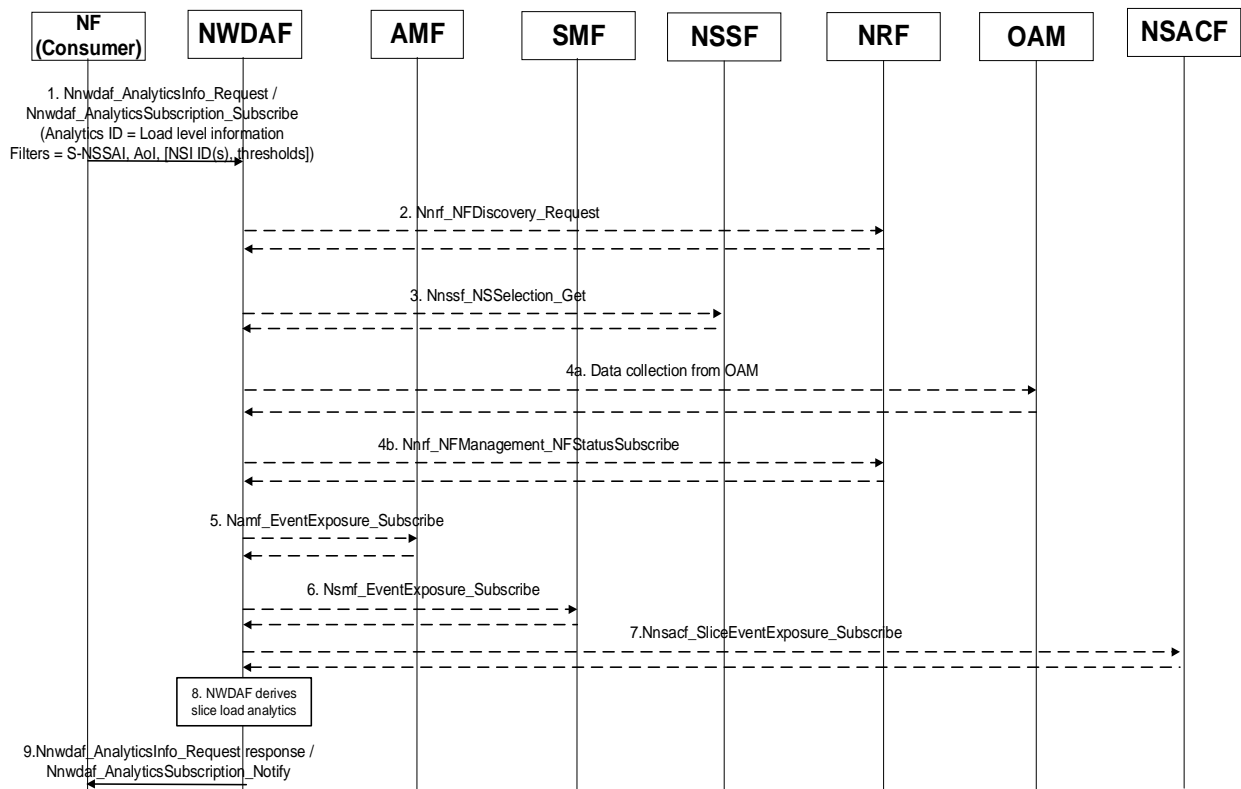 NF
(Consumer)
NWDAF
AMF
SMF
NSSF
NRF
OAM
NSACF
1. Nnwdaf_AnalyticsInfo_Request /
Nnwdaf_AnalyticsSubscription_Subscribe
(Analytics ID = Load level information
Filters = S-NSSAI, AoI, [NSI ID(s), thresholds])
2. Nnrf_NFDiscovery_Request
3. Nnssf_NSSelection_Get
4a. Data collection from OAM
4b. Nnrf_NFManagement_NFStatusSubscribe
5. Namf_EventExposure_Subscribe
6. Nsmf_EventExposure_Subscribe
7.Nnsacf_SliceEventExposure_Subscribe
8. NWDAF derives
slice load analytics
9.Nnwdaf_AnalyticsInfo_Request response /
Nnwdaf_AnalyticsSubscription_Notify